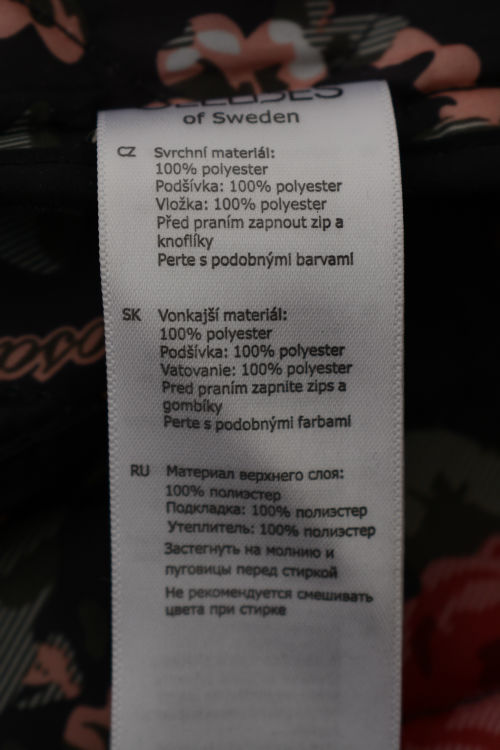 of Sweden
CZ Svrchní materiál:
100% polyester
Podšívka: 100% polyester
Vložka: 100% polyester
Před praním zapnout zip a
knoflíky
Perte s podobnými barvami
SK Vonkajší materiál:
100% polyester
Podšívka: 100% polyester
Vatovanie: 100% polyester
Pred praním zapnite zips a
gombíky
Perte s podobnými farbami
RU Материал верхнего слоя:
100% полиэстер
Подкладка: 100% полиэстер
Утеплитель: 100% полиэстер
Застегнуть на молнию и
пуговицы перед стиркой
Не рекомендуется смешивать
цвета при стирке